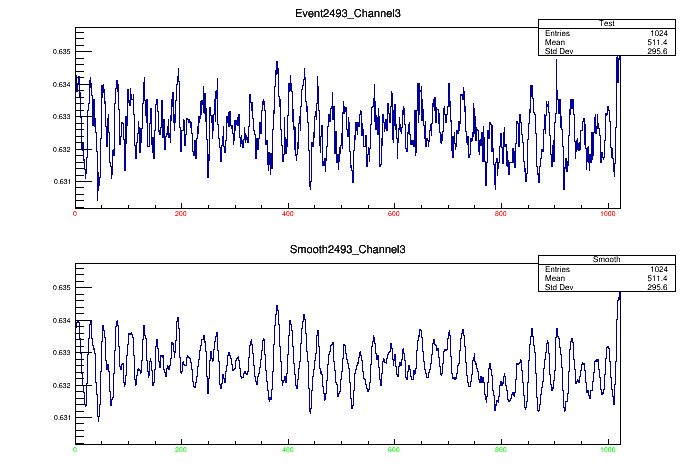 Event2493_Channel3
Test
Entries 1024
Mean 511.4
Std Dev 295.6
0.635
0.634
0.633
0.632
0.631
0 200 400 600 800 1000
Smooth2493_Channel3
Smooth
Entries 1024
Mean 511.4
Std Dev 295.6
0.635
0.634
0.633
0.632
0.631
0 200 400 600 800 1000